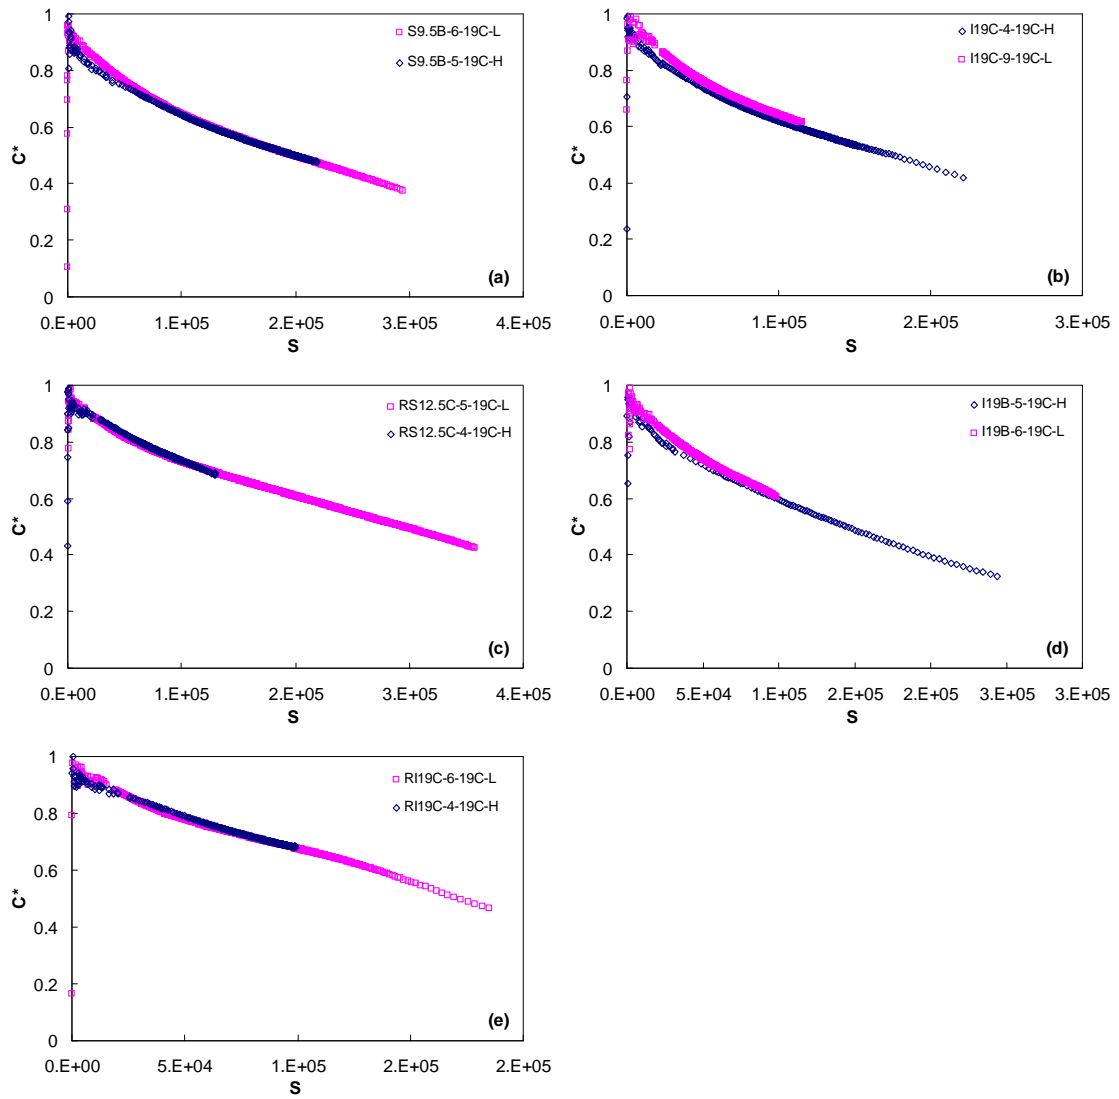 1
0.8
0.6
0.4
0.2
0
C*
S9.5B-6-19C-L
S9.5B-5-19C-H
(a)
0.E+00 1.E+05 2.E+05 3.E+05 4.E+05
S
1
0.8
0.6
0.4
0.2
0
C*
I19C-4-19C-H
I19C-9-19C-L
(b)
0.E+00 1.E+05 2.E+05 3.E+05
S
1
0.8
0.6
0.4
0.2
0
C*
RS12.5C-5-19C-L
RS12.5C-4-19C-H
(c)
0.E+00 1.E+05 2.E+05 3.E+05 4.E+05
S
1
0.8
0.6
0.4
0.2
0
C*
I19B-5-19C-H
I19B-6-19C-L
(d)
0.E+00 5.E+04 1.E+05 2.E+05 2.E+05 3.E+05 3.E+05
S
1
0.8
0.6
0.4
0.2
0
C*
RI19C-6-19C-L
RI19C-4-19C-H
(e)
0.E+00 5.E+04 1.E+05 2.E+05 2.E+05
S